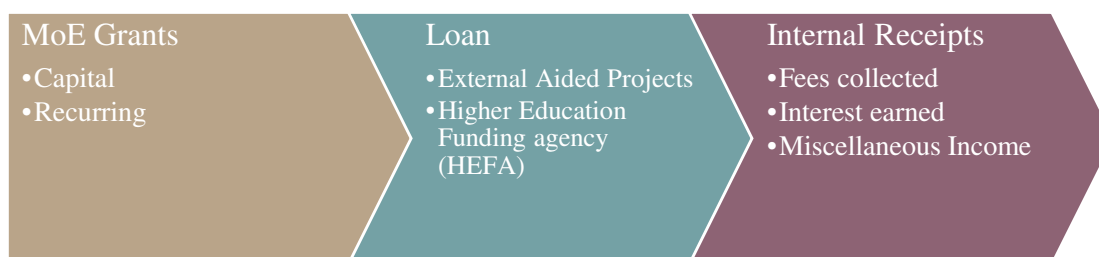 MoE Grants
•Capital
•Recurring
Loan
•External Aided Projects
•Higher Education
Funding agency
(HEFA)
Internal Receipts
•Fees collected
•Interest earned
•Miscellaneous Income